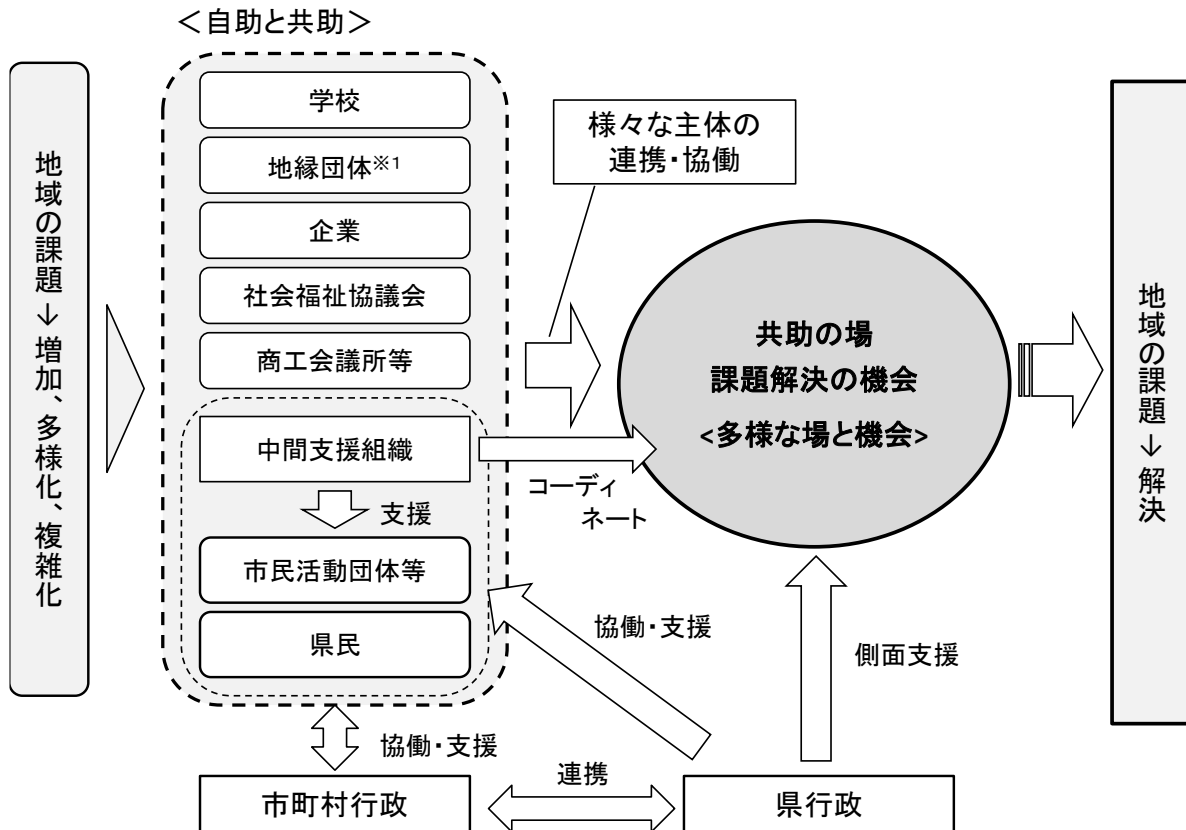 ＜自助と共助＞
地域の課題→増加、多様化、複雑化
学校
地縁団体※1
企業
社会福祉協議会
商工会議所等
中間支援組織
支援
市民活動団体等
県民
様々な主体の
連携・協働
コーディ
ネート
共助の場
課題解決の機会
<多様な場と機会>
地域の課題→解決
協働・支援
側面支援
協働・支援
連携
市町村行政
県行政